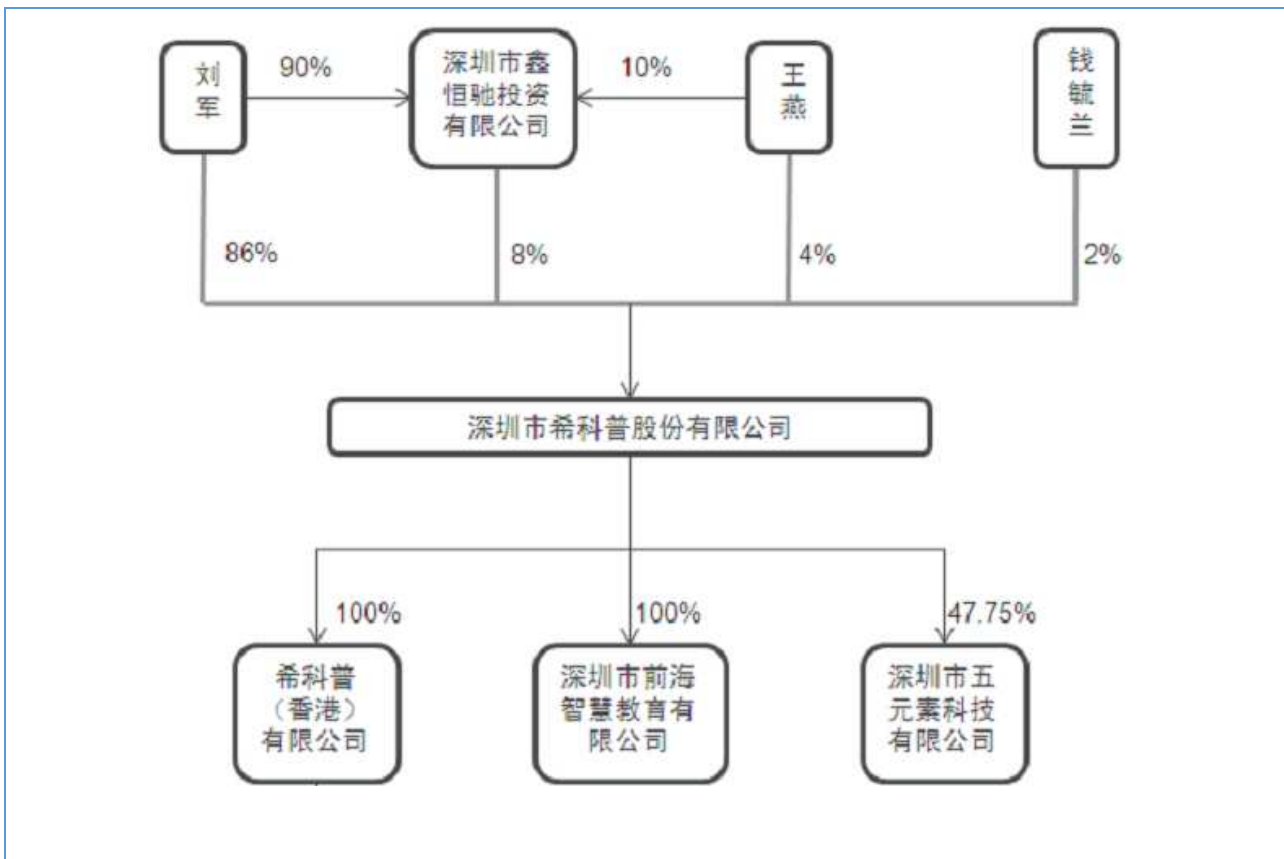 刘
军
90%
深圳市鑫
恒驰投资
有限公司
10%
王
燕
钱
毓
兰
86%
8%
4%
2%
深圳市希科普股份有限公司
100%
100%
47.75%
希科普
（香港）
有限公司
深圳市前海
智慧教育有
限公司
深圳市五
元素科技
有限公司